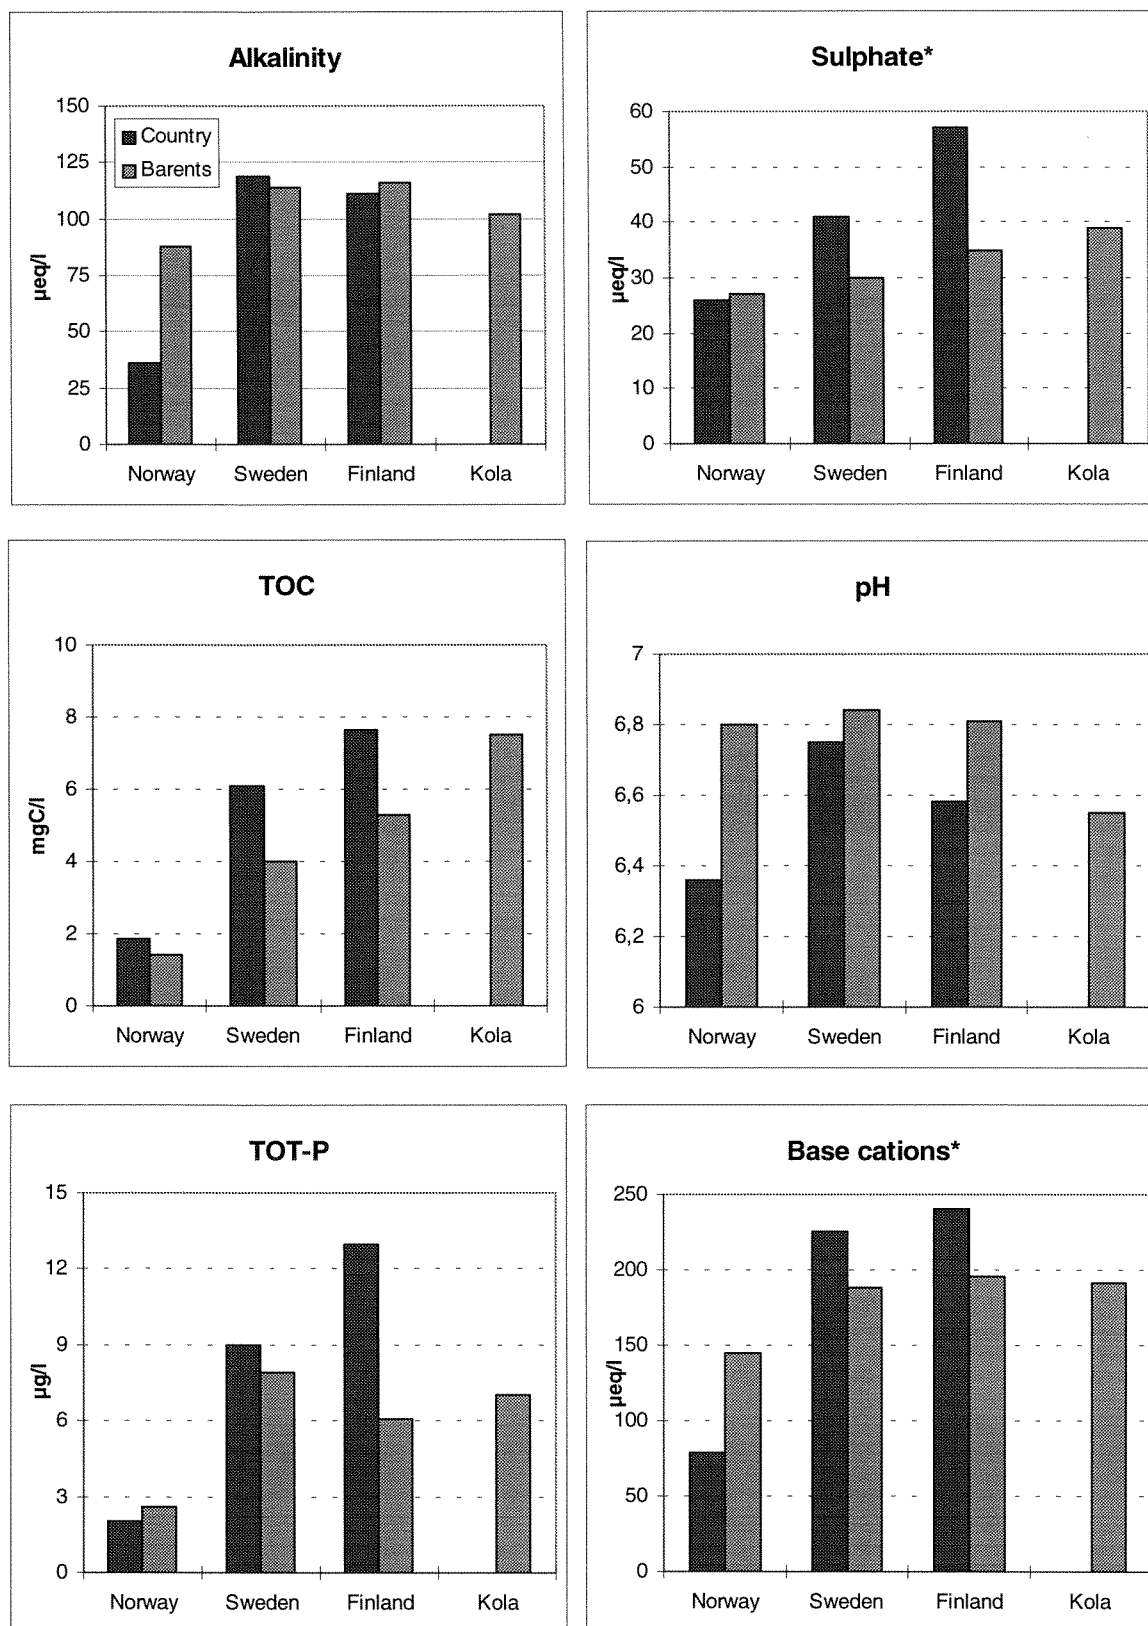 Alkalinity
150
125
100
75
50
25
0
µeq/l
Country
Barents
Norway Sweden Finland Kola
Sulphate*
60
50
40
30
20
10
0
µeq/l
Norway Sweden Finland Kola
TOC
10
8
6
4
2
0
mgC/l
Norway Sweden Finland Kola
pH
7
6,8
6,6
6,4
6,2
6
Norway Sweden Finland Kola
TOT-P
15
12
9
6
3
0
µg/l
Norway Sweden Finland Kola
Base cations*
250
200
150
100
50
0
µeq/l
Norway Sweden Finland Kola